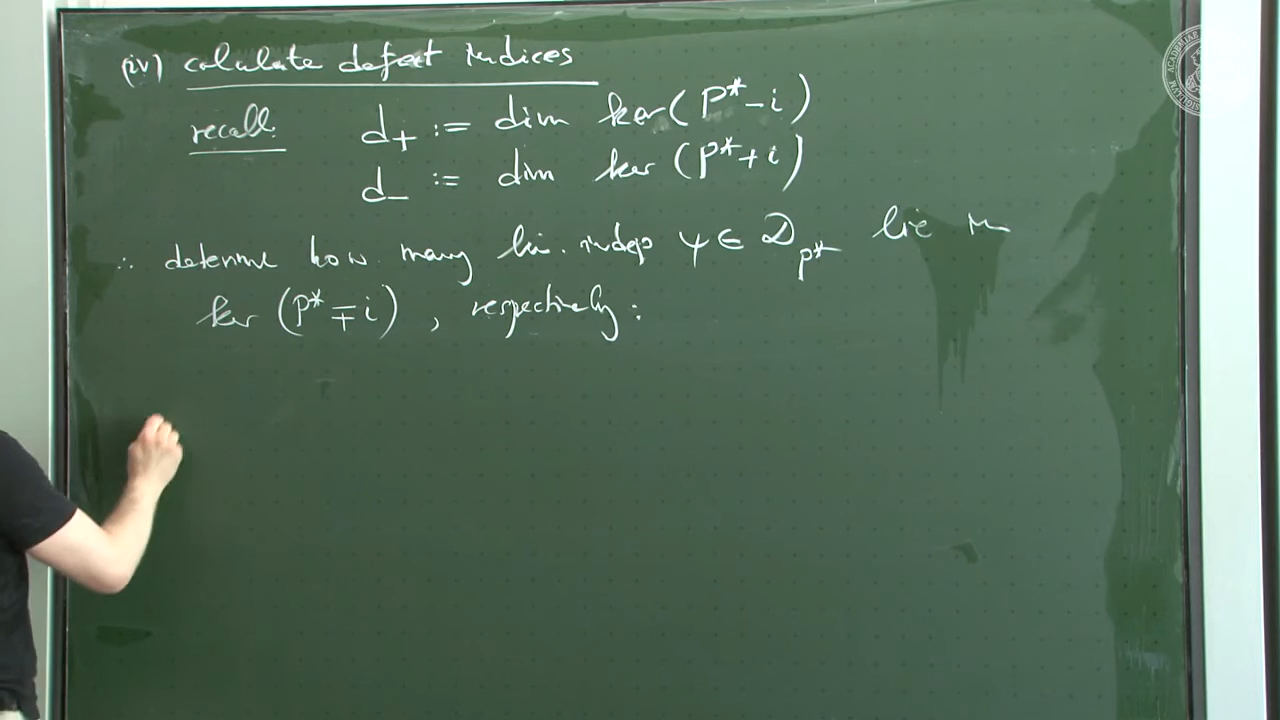 (iv) calculate defect indices
recall: d₊ := dim ker(P*-i)
d₋ := dim ker (P*+i)
∴ determine how many lin. indep ψ ∈ 𝒟_P* lie in
ker (P* ∓ i), respectively: